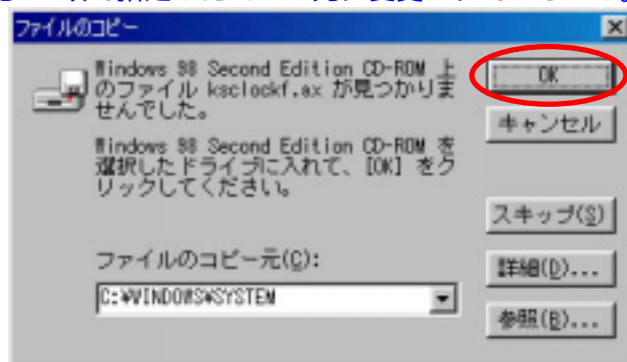 ファイルのコピー
Windows 98 Second Edition CD-ROM 上
のファイル ksclockf.ax が見つかりま
せんでした。
Windows 98 Second Edition CD-ROM を
選択したドライブに入れて、[OK] をク
リックしてください。
ファイルのコピー元(C):
C:¥WINDOWS¥SYSTEM
OK
キャンセル
スキップ(S)
詳細(D)...
参照(B)...